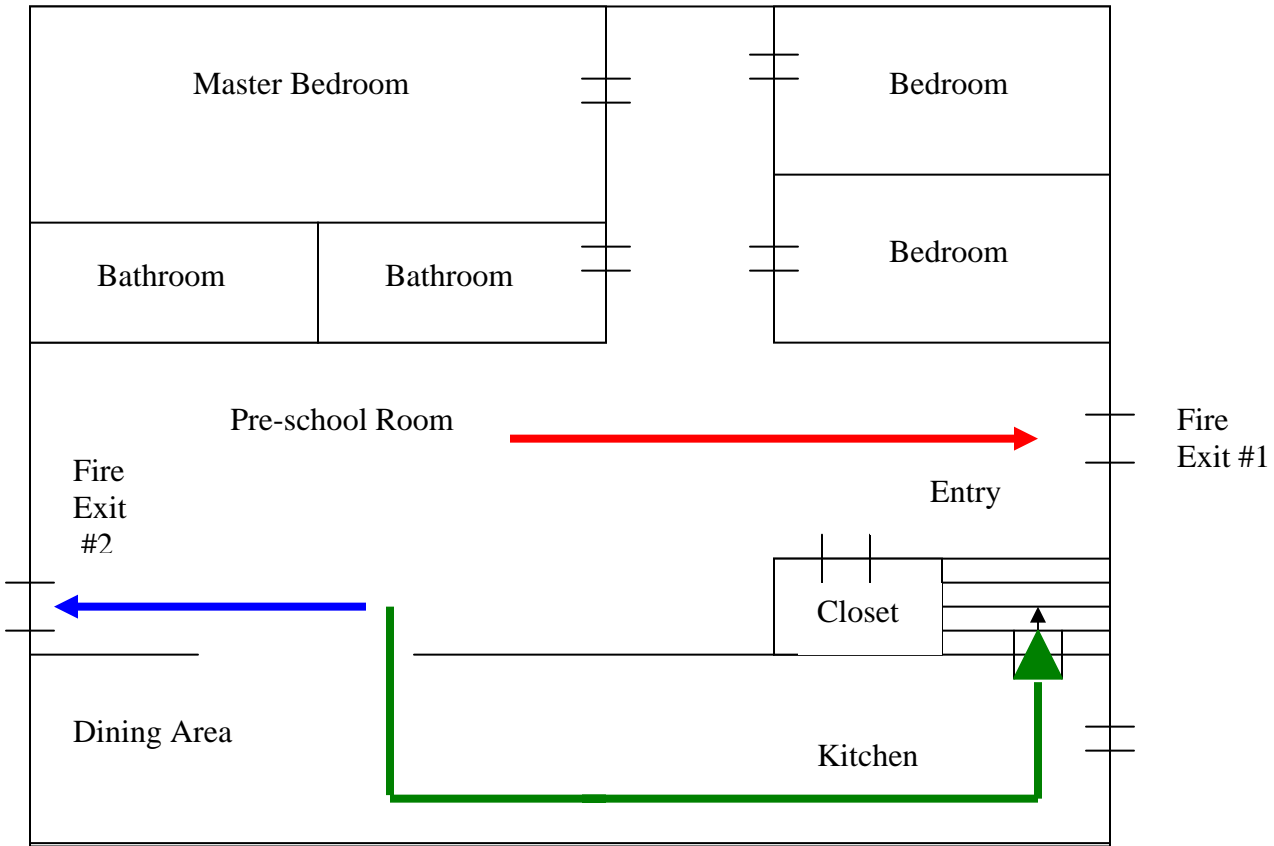 Master Bedroom
Bedroom
Bedroom
Bathroom
Bathroom
Pre-school Room
Fire
Exit #1
Fire
Exit
#2
Entry
Closet
Dining Area
Kitchen